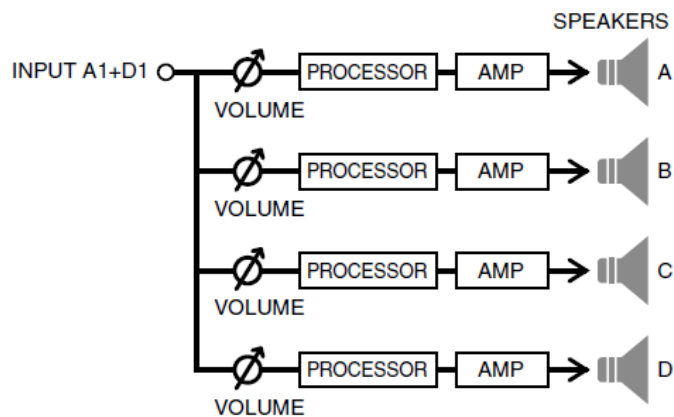 SPEAKERS
INPUT A1+D1 PROCESSOR AMP A
VOLUME
PROCESSOR AMP B
VOLUME
PROCESSOR AMP C
VOLUME
PROCESSOR AMP D
VOLUME